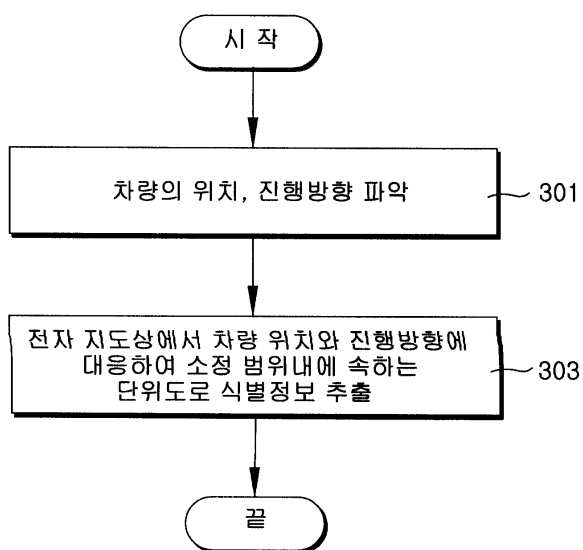 시 작
차량의 위치, 진행방향 파악
301
전자 지도상에서 차량 위치와 진행방향에
대응하여 소정 범위내에 속하는
단위도로 식별정보 추출
303
끝